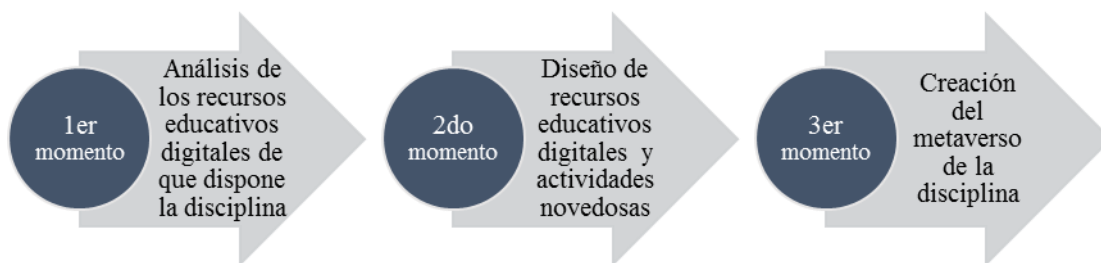 1er
momento
Análisis de
los recursos
educativos
digitales de
que dispone
la disciplina
2do
momento
Diseño de
recursos
educativos
digitales y
actividades
novedosas
3er
momento
Creación
del
metaverso
de la
disciplina